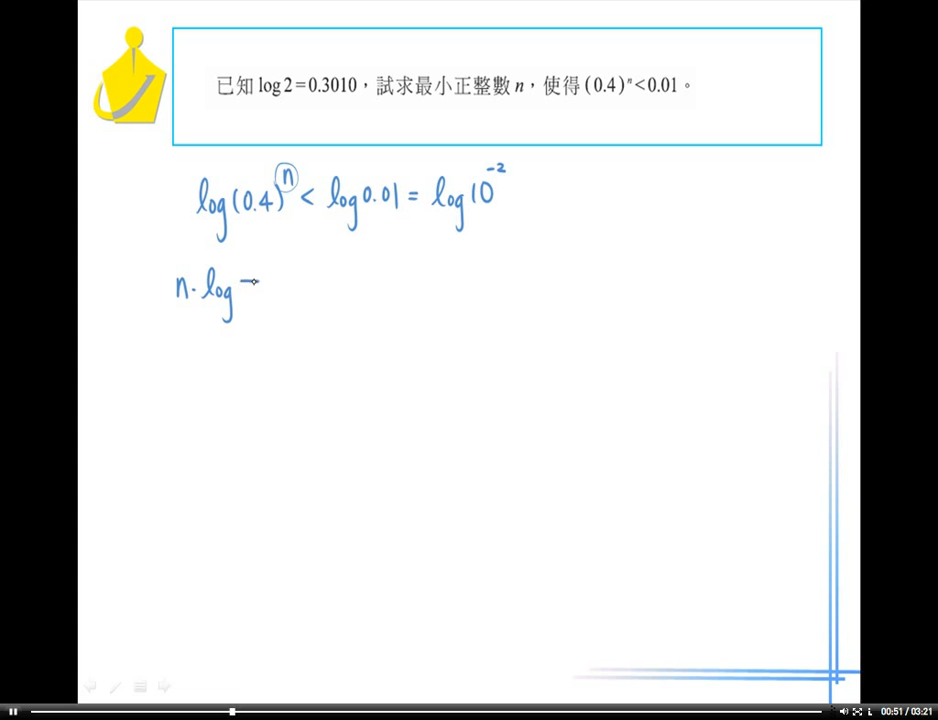 已知 log 2 = 0.3010，試求最小正整數 n，使得 (0.4)ⁿ < 0.01。
log(0.4)ⁿ < log 0.01 = log 10⁻²
n · log
00:51 / 03:21